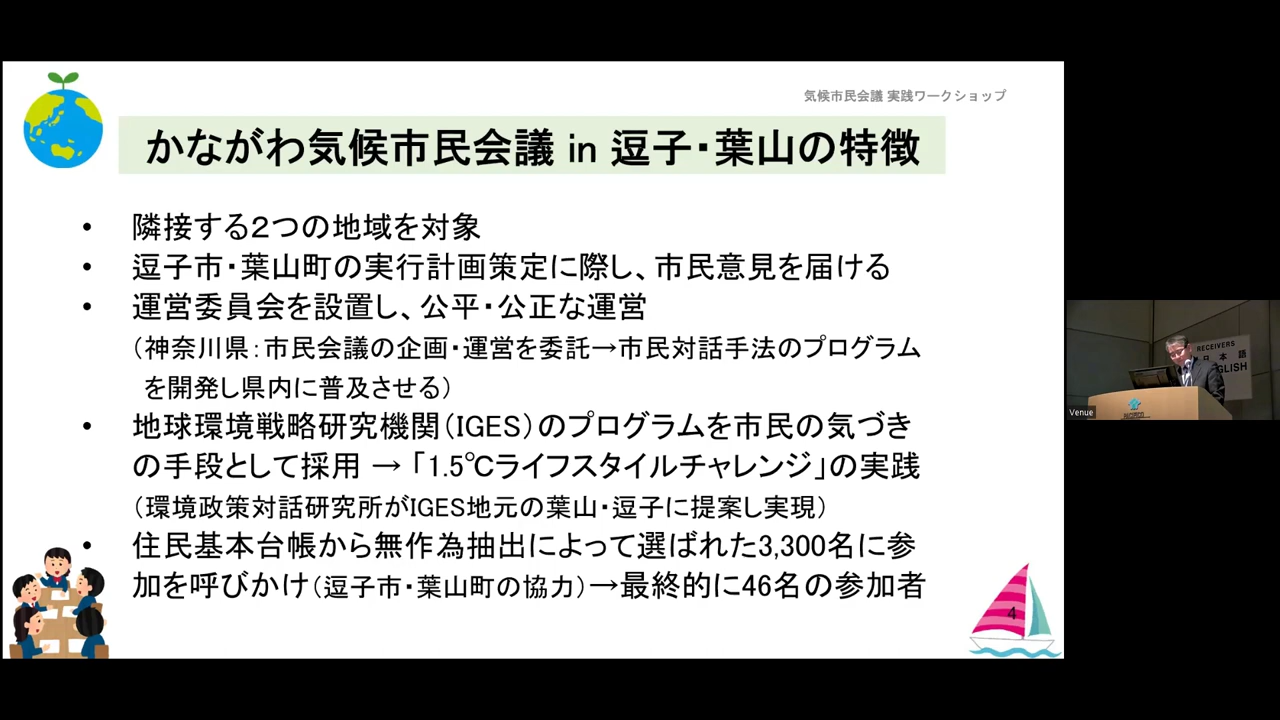 気候市民会議 実践ワークショップ
かながわ気候市民会議 in 逗子・葉山の特徴
• 隣接する２つの地域を対象
• 逗子市・葉山町の実行計画策定に際し、市民意見を届ける
• 運営委員会を設置し、公平・公正な運営
（神奈川県：市民会議の企画・運営を委託→市民対話手法のプログラム
を開発し県内に普及させる）
• 地球環境戦略研究機関（IGES）のプログラムを市民の気づき
の手段として採用 → 「1.5℃ライフスタイルチャレンジ」の実践
（環境政策対話研究所がIGES地元の葉山・逗子に提案し実現）
• 住民基本台帳から無作為抽出によって選ばれた3,300名に参
加を呼びかけ（逗子市・葉山町の協力）→最終的に46名の参加者
4
RECEIVERS
日本語
ENGLISH
Venue